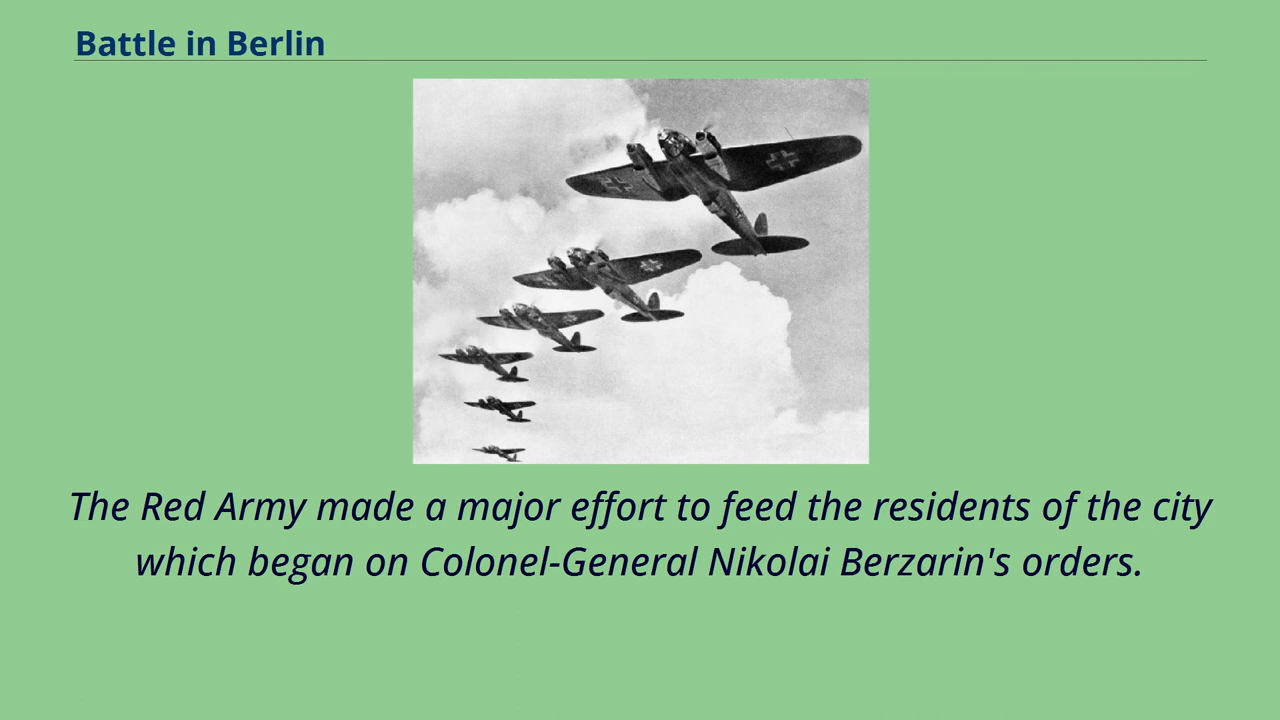 Battle in Berlin
The Red Army made a major effort to feed the residents of the city
which began on Colonel-General Nikolai Berzarin's orders.